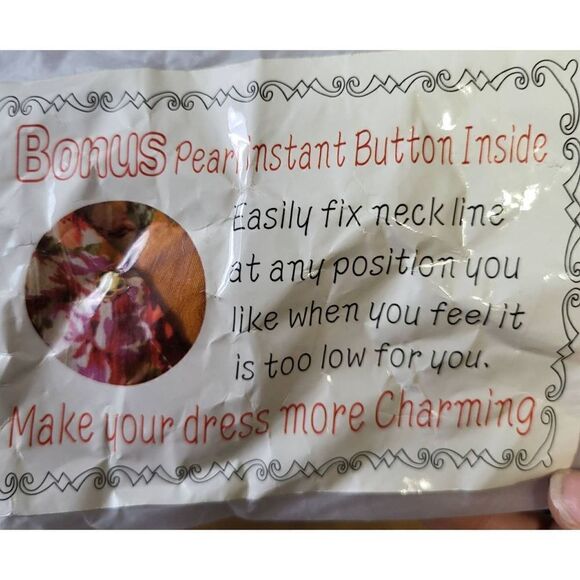 Bonus Pearl instant Button Inside
Easily fix neck line
at any position you
like when you feel it
is too low for you.
Make your dress more Charming